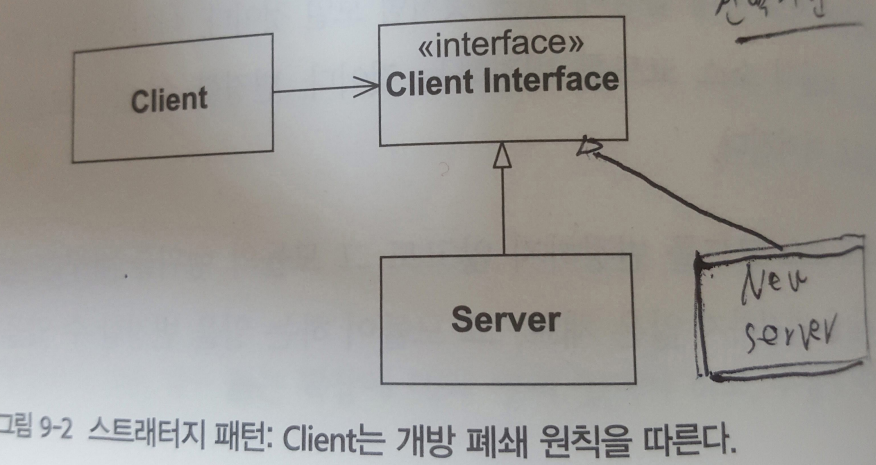 «interface»
Client Interface
Client
Server
New
server
그림 9-2 스트래터지 패턴: Client는 개방 폐쇄 원칙을 따른다.